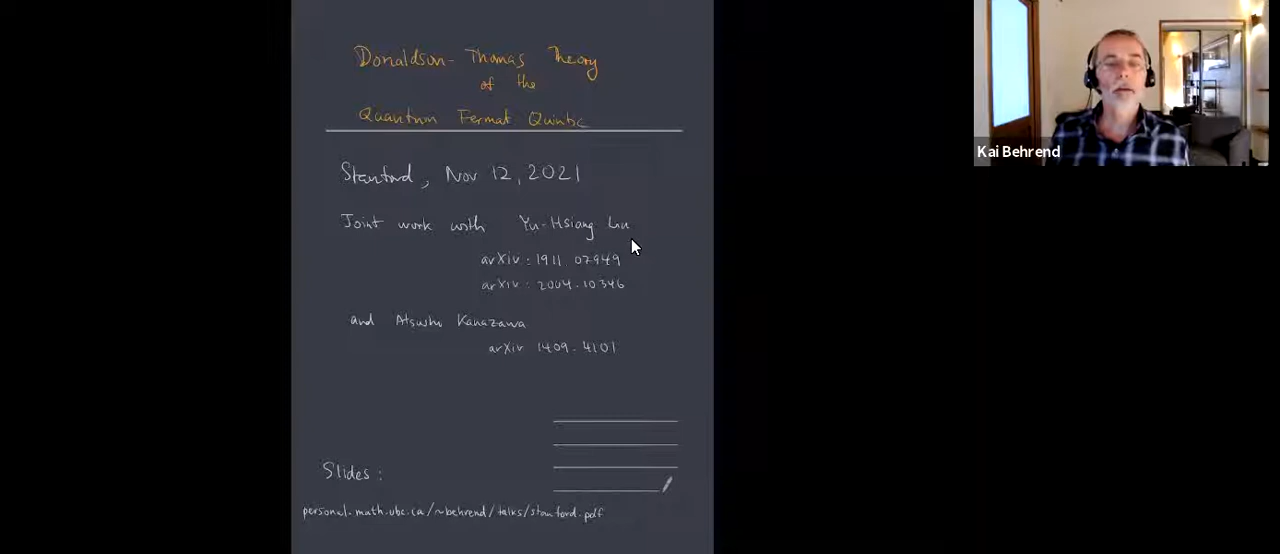 Donaldson-Thomas Theory
of the
Quantum Fermat Quintic
Stanford, Nov 12, 2021
Joint work with Yu-Hsiang Liu
arXiv: 1911 07949
arXiv: 2004.10346
and Atsushi Kanazawa
arXiv 1409.4101
Slides:
personal.math.ubc.ca/~behrend/talks/stanford.pdf
Kai Behrend